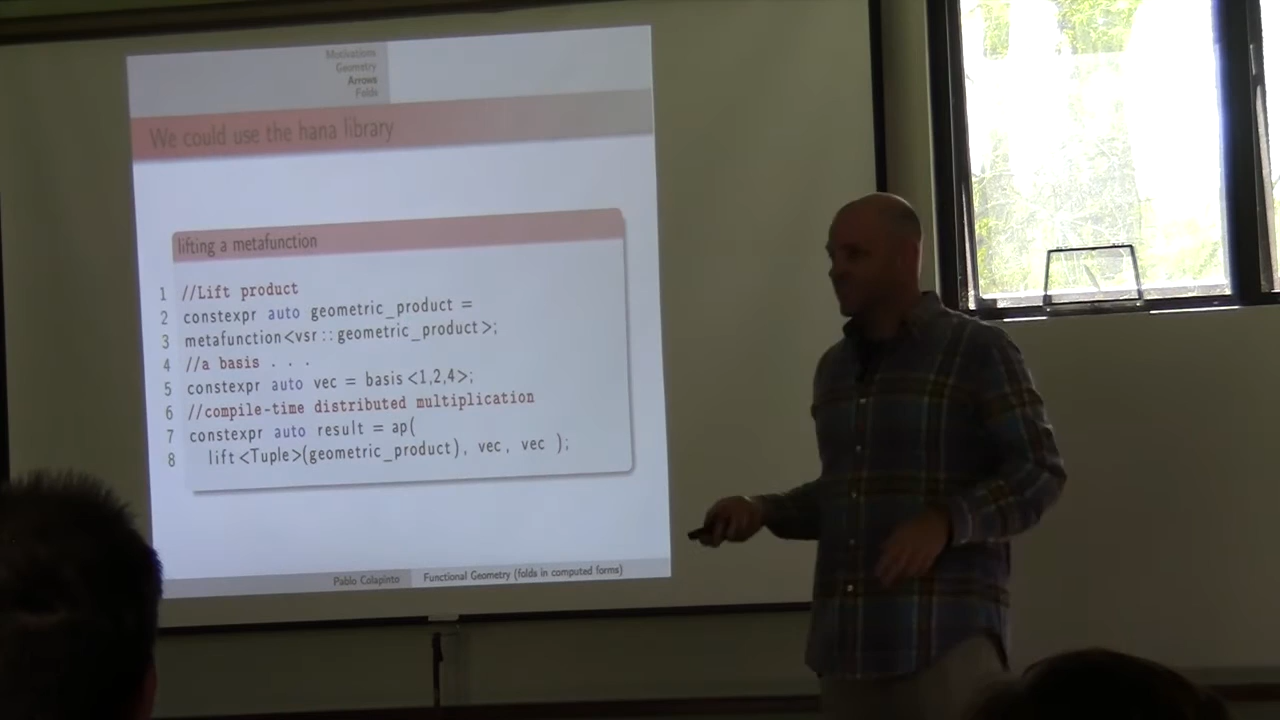 Motivations
Geometry
Arrows
Folds
We could use the hana library
lifting a metafunction
1 //Lift product
2 constexpr auto geometric_product =
3 metafunction<vsr::geometric_product>;
4 //a basis . . .
5 constexpr auto vec = basis<1,2,4>;
6 //compile-time distributed multiplication
7 constexpr auto result = ap(
8 lift<Tuple>(geometric_product), vec, vec );
Pablo Colapinto Functional Geometry (folds in computed forms)